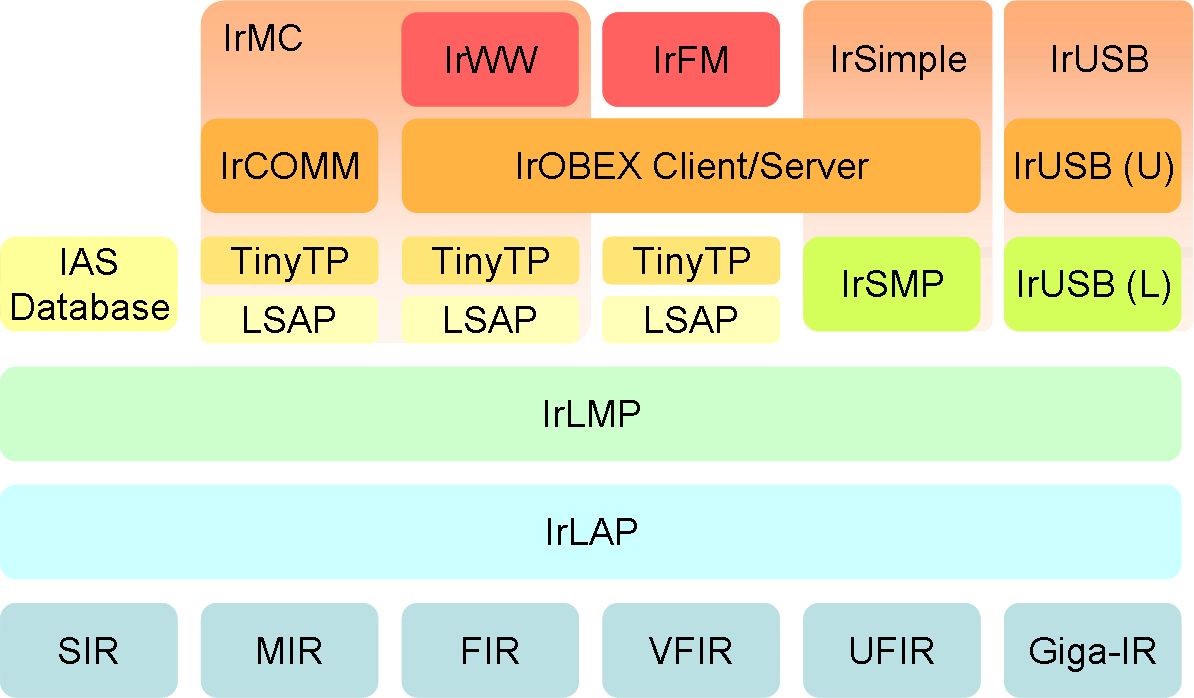 IrMC
IrWW
IrFM
IrSimple
IrUSB
IrCOMM
IrOBEX Client/Server
IrUSB (U)
IAS
Database
TinyTP
TinyTP
TinyTP
LSAP
LSAP
LSAP
IrSMP
IrUSB (L)
IrLMP
IrLAP
SIR
MIR
FIR
VFIR
UFIR
Giga-IR